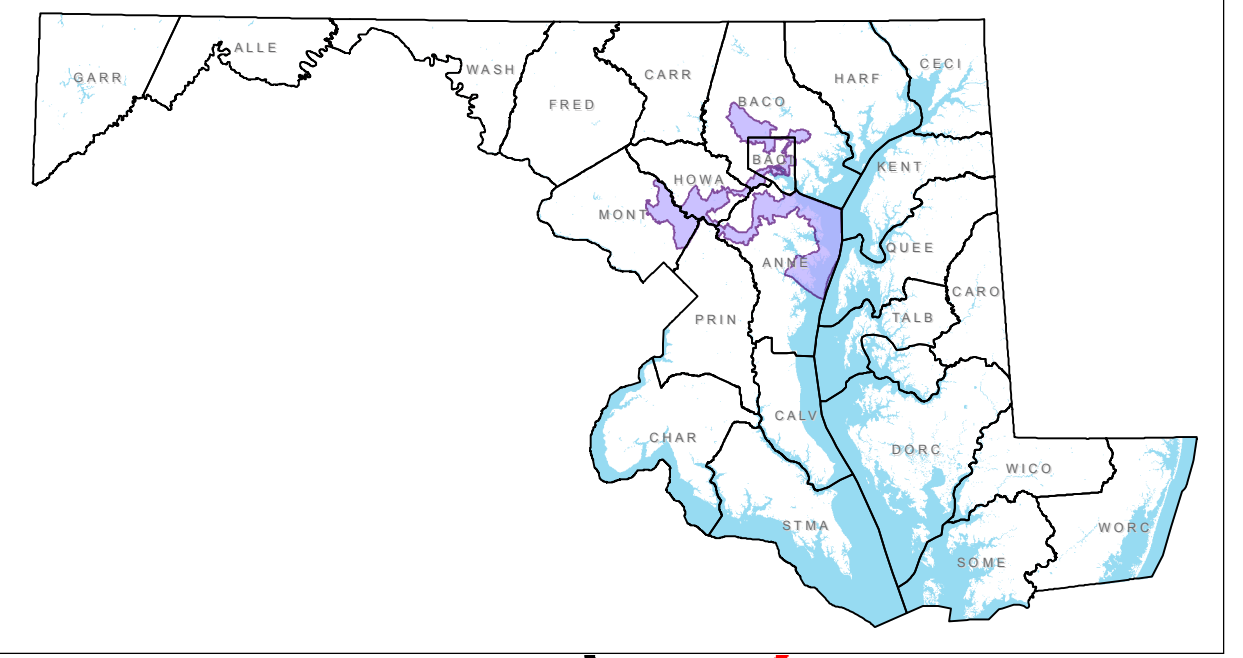 ALLE
GARR
WASH
FRED
CARR
BACO
HARF
CECI
BACI
HOWA
KENT
MONT
ANNE
QUEE
CARO
PRIN
TALB
CALV
CHAR
DORC
WICO
STMA
WORC
SOME